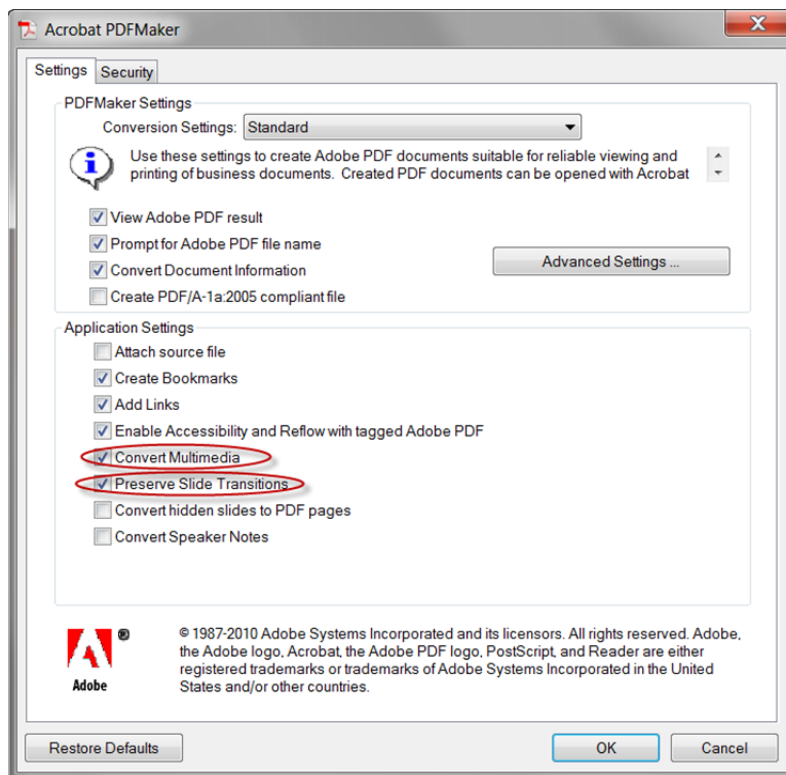 Acrobat PDFMaker
Settings
Security
PDFMaker Settings
Conversion Settings:
Standard
Use these settings to create Adobe PDF documents suitable for reliable viewing and
printing of business documents. Created PDF documents can be opened with Acrobat
View Adobe PDF result
Prompt for Adobe PDF file name
Convert Document Information
Advanced Settings ...
Create PDF/A-1a:2005 compliant file
Application Settings
Attach source file
Create Bookmarks
Add Links
Enable Accessibility and Reflow with tagged Adobe PDF
Convert Multimedia
Preserve Slide Transitions
Convert hidden slides to PDF pages
Convert Speaker Notes
® © 1987-2010 Adobe Systems Incorporated and its licensors. All rights reserved. Adobe,
the Adobe logo, Acrobat, the Adobe PDF logo, PostScript, and Reader are either
registered trademarks or trademarks of Adobe Systems Incorporated in the United
States and/or other countries.
Adobe
Restore Defaults
OK
Cancel